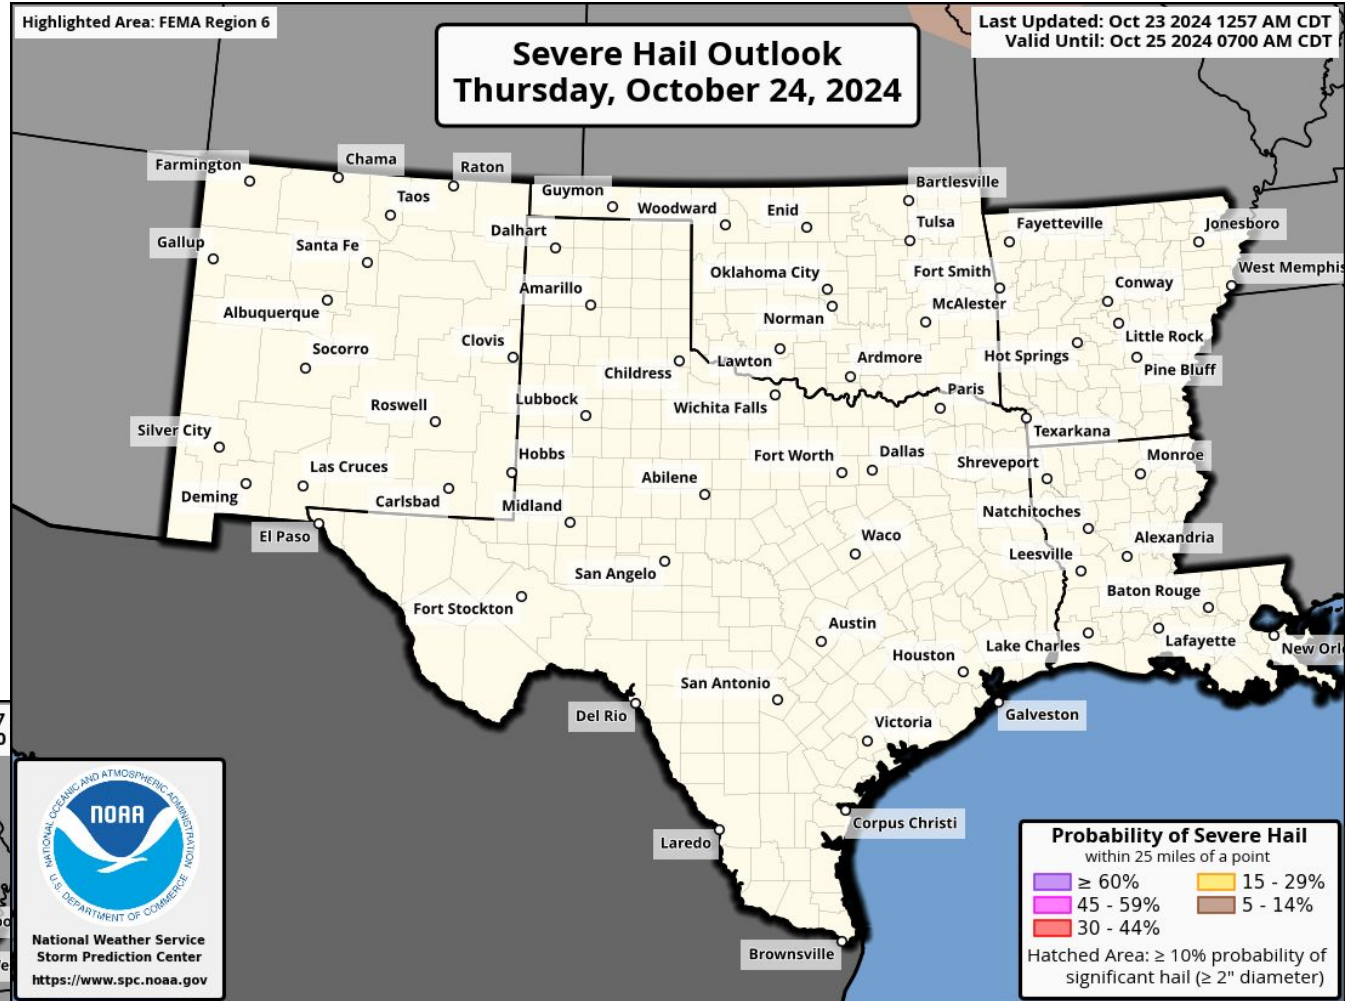 Highlighted Area: FEMA Region 6
Last Updated: Oct 23 2024 1257 AM CDT
Valid Until: Oct 25 2024 0700 AM CDT
Severe Hail Outlook
Thursday, October 24, 2024
Farmington
Chama
Raton
Taos
Guymon
Woodward
Enid
Bartlesville
Tulsa
Fayetteville
Jonesboro
Gallup
Santa Fe
Dalhart
Oklahoma City
Fort Smith
West Memphis
Amarillo
Conway
Albuquerque
Norman
McAlester
Socorro
Clovis
Little Rock
Childress
Lawton
Ardmore
Hot Springs
Pine Bluff
Roswell
Lubbock
Wichita Falls
Paris
Silver City
Texarkana
Las Cruces
Hobbs
Abilene
Fort Worth
Dallas
Shreveport
Monroe
Deming
Carlsbad
Midland
Natchitoches
El Paso
Waco
Alexandria
San Angelo
Leesville
Fort Stockton
Baton Rouge
Austin
Houston
Lake Charles
Lafayette
New Orl
San Antonio
Del Rio
Victoria
Galveston
Laredo
Corpus Christi
Brownsville
7
0
NATIONAL OCEANIC AND ATMOSPHERIC ADMINISTRATION
NOAA
U.S. DEPARTMENT OF COMMERCE
National Weather Service
Storm Prediction Center
https://www.spc.noaa.gov
Probability of Severe Hail
within 25 miles of a point
≥ 60%
15 - 29%
45 - 59%
5 - 14%
30 - 44%
Hatched Area: ≥ 10% probability of
significant hail (≥ 2" diameter)